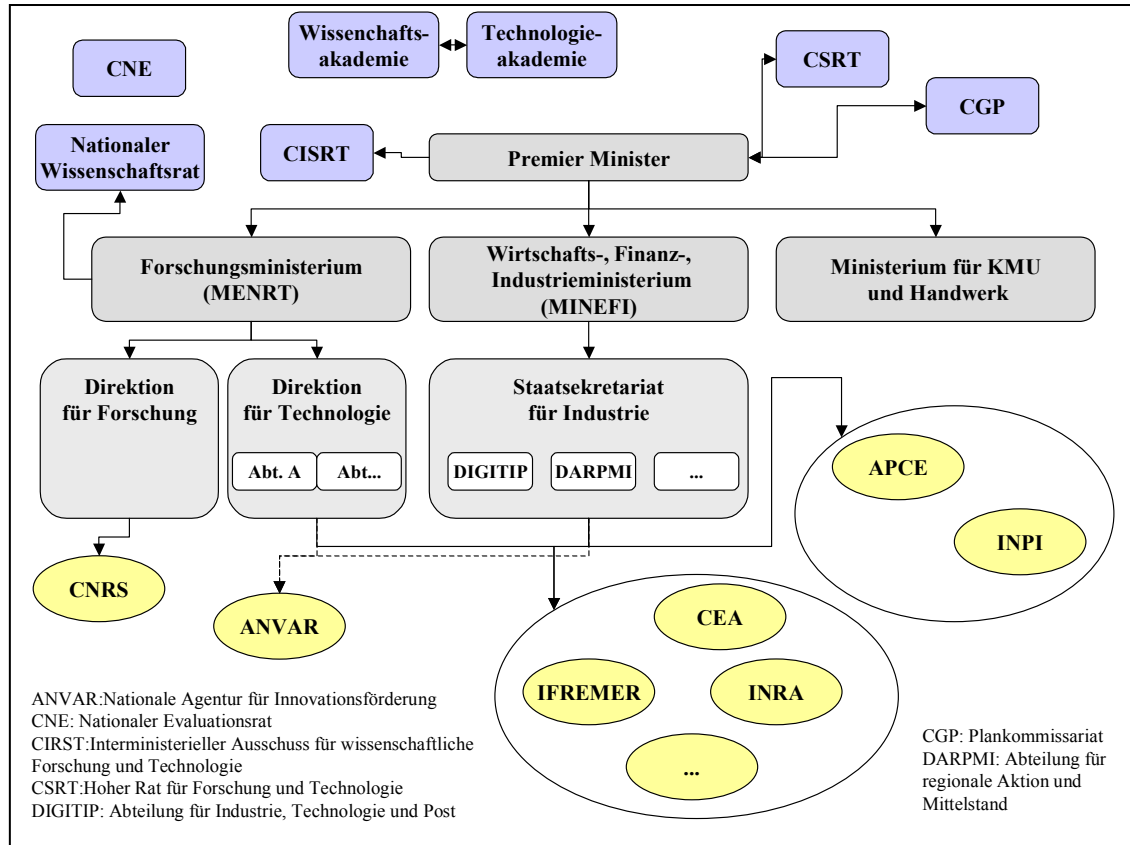 Wissenchafts-
akademie
Technologie-
akademie
CNE
CSRT
CGP
Nationaler
Wissenschaftsrat
CISRT
Premier Minister
Forschungsministerium
(MENRT)
Wirtschafts-, Finanz-,
Industrieministerium
(MINEFI)
Ministerium für KMU
und Handwerk
Direktion
für Forschung
Direktion
für Technologie
Staatsekretariat
für Industrie
Abt. A
Abt...
DIGITIP
DARPMI
...
APCE
INPI
CNRS
ANVAR
CEA
IFREMER
INRA
...
ANVAR:Nationale Agentur für Innovationsförderung
CNE: Nationaler Evaluationsrat
CIRST:Interministerieller Ausschuss für wissenschaftliche
Forschung und Technologie
CSRT:Hoher Rat für Forschung und Technologie
DIGITIP: Abteilung für Industrie, Technologie und Post
CGP: Plankommissariat
DARPMI: Abteilung für
regionale Aktion und
Mittelstand